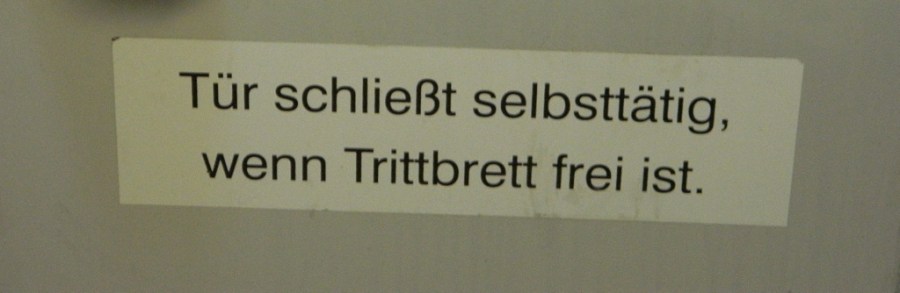 Tür schließt selbsttätig,
wenn Trittbrett frei ist.